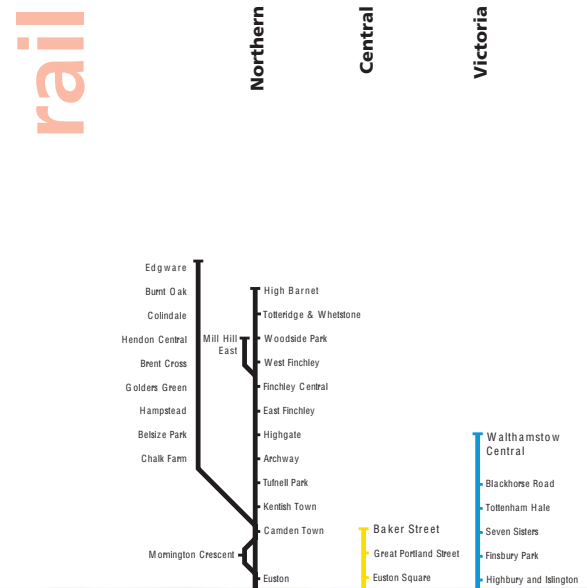 rail
Northern
Central
Victoria
Edgware
Burnt Oak
Colindale
Hendon Central
Brent Cross
Golders Green
Hampstead
Belsize Park
Chalk Farm
Mill Hill
East
Mornington Crescent
High Barnet
Totteridge & Whetstone
Woodside Park
West Finchley
Finchley Central
East Finchley
Highgate
Archway
Tufnell Park
Kentish Town
Camden Town
Euston
Baker Street
Great Portland Street
Euston Square
Walthamstow
Central
Blackhorse Road
Tottenham Hale
Seven Sisters
Finsbury Park
Highbury and Islington